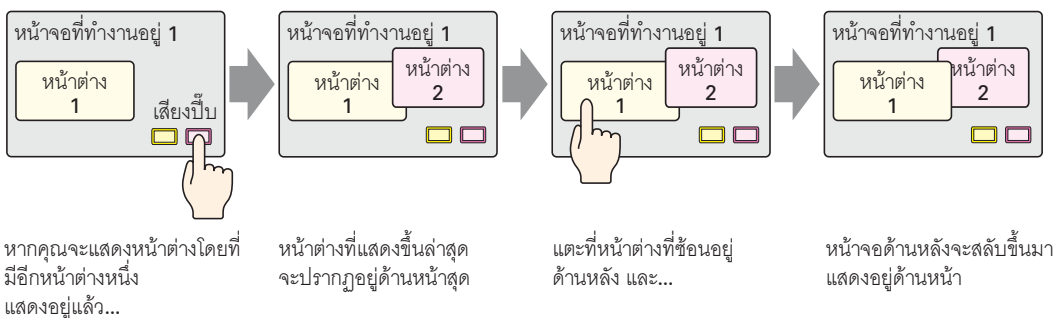 หน้าจอที่ทำงานอยู่ 1
หน้าต่าง
1
เสียงปี๊บ
หากคุณจะแสดงหน้าต่างโดยที่
มีอีกหน้าต่างหนึ่ง
แสดงอยู่แล้ว...
หน้าจอที่ทำงานอยู่ 1
หน้าต่าง
1
หน้าต่าง
2
หน้าต่างที่แสดงขึ้นล่าสุด
จะปรากฏอยู่ด้านหน้าสุด
หน้าจอที่ทำงานอยู่ 1
หน้าต่าง
1
หน้าต่าง
2
แตะที่หน้าต่างที่ซ้อนอยู่
ด้านหลัง และ...
หน้าจอที่ทำงานอยู่ 1
หน้าต่าง
1
หน้าต่าง
2
หน้าจอด้านหลังจะสลับขึ้นมา
แสดงอยู่ด้านหน้า